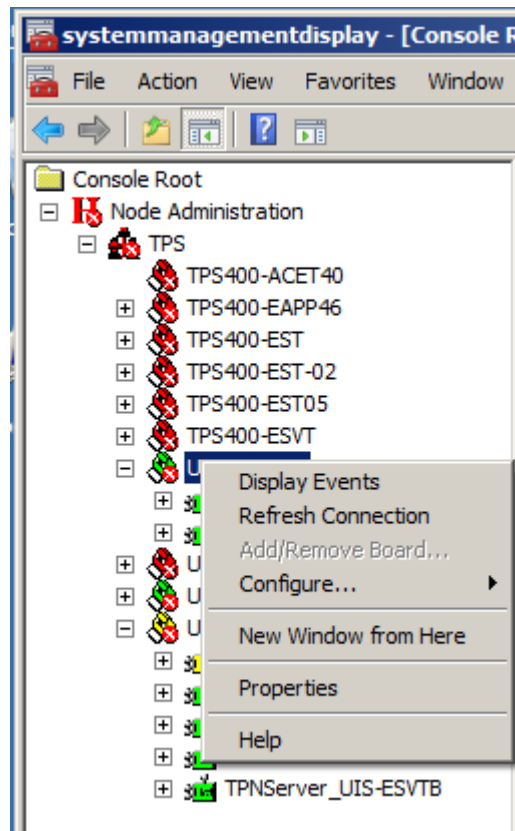 systemmanagementdisplay - [Console R
File Action View Favorites Window
Console Root
Node Administration
TPS
TPS400-ACET40
TPS400-EAPP46
TPS400-EST
TPS400-EST-02
TPS400-EST05
TPS400-ESVT
U
Display Events
Refresh Connection
Add/Remove Board...
Configure...
New Window from Here
Properties
Help
U
U
U
TPNServer_UIS-ESVTB